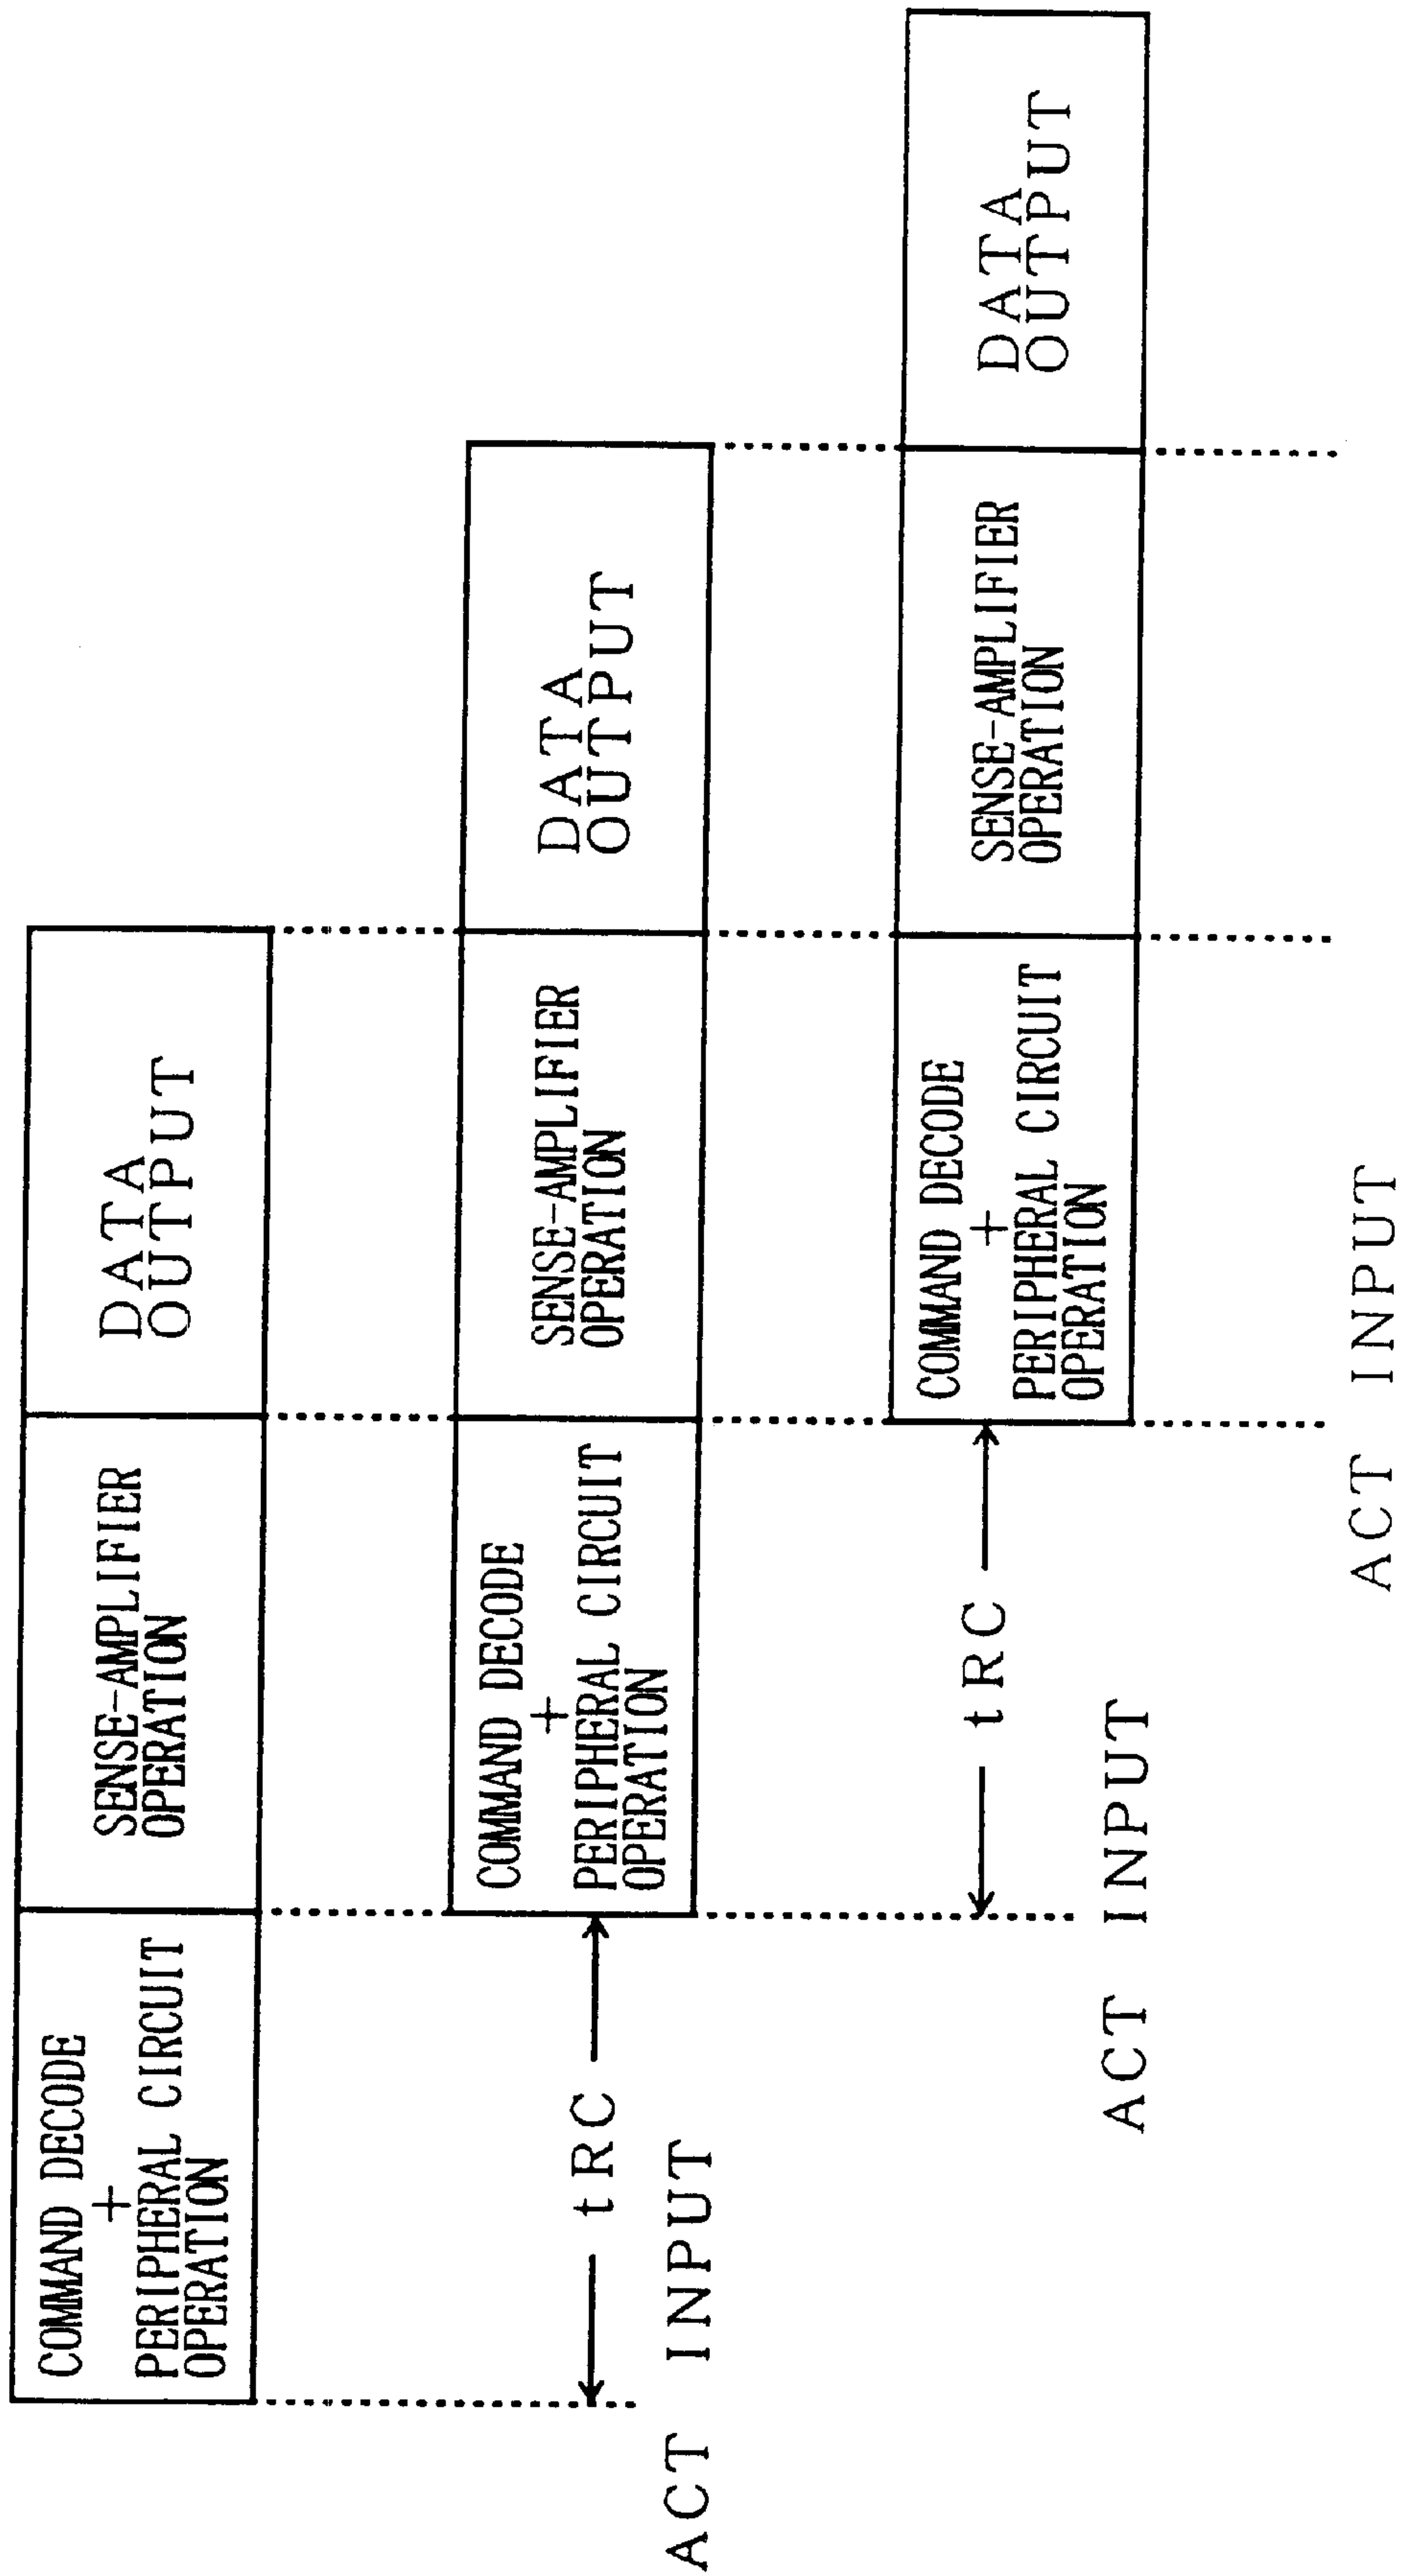 COMMAND DECODE
+
PERIPHERAL CIRCUIT
OPERATION
SENSE-AMPLIFIER
OPERATION
DATA
OUTPUT
COMMAND DECODE
+
PERIPHERAL CIRCUIT
OPERATION
SENSE-AMPLIFIER
OPERATION
DATA
OUTPUT
tRC
ACT INPUT
COMMAND DECODE
+
PERIPHERAL CIRCUIT
OPERATION
SENSE-AMPLIFIER
OPERATION
DATA
OUTPUT
tRC
ACT INPUT
ACT INPUT